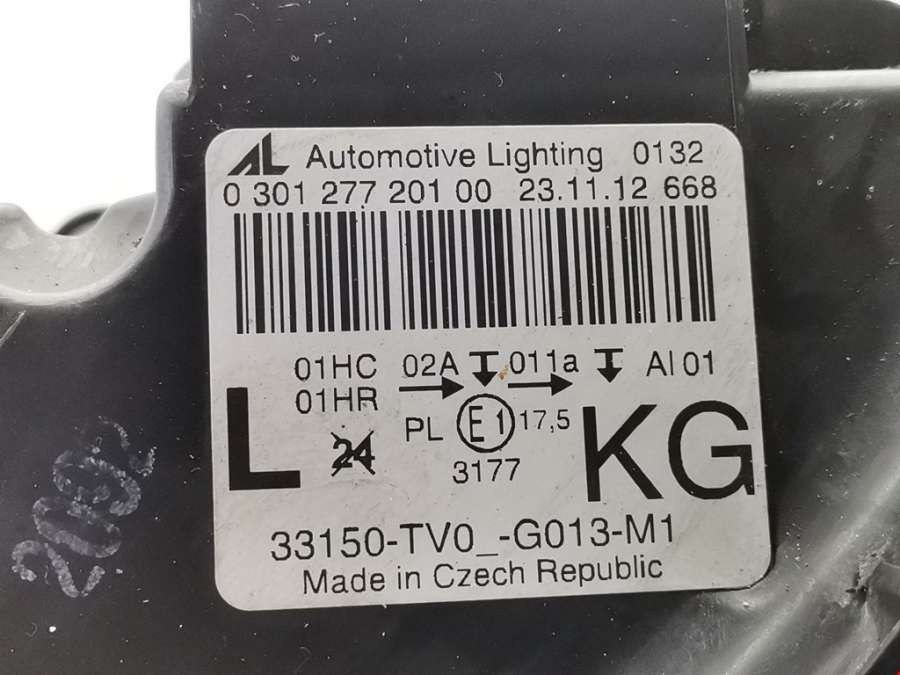 AL Automotive Lighting 0132
0 301 277 201 00 23.11.12 668
01HC 02A 011a AI 01
01HR
L PL E1 17,5 KG
24
3177
33150-TV0_-G013-M1
Made in Czech Republic